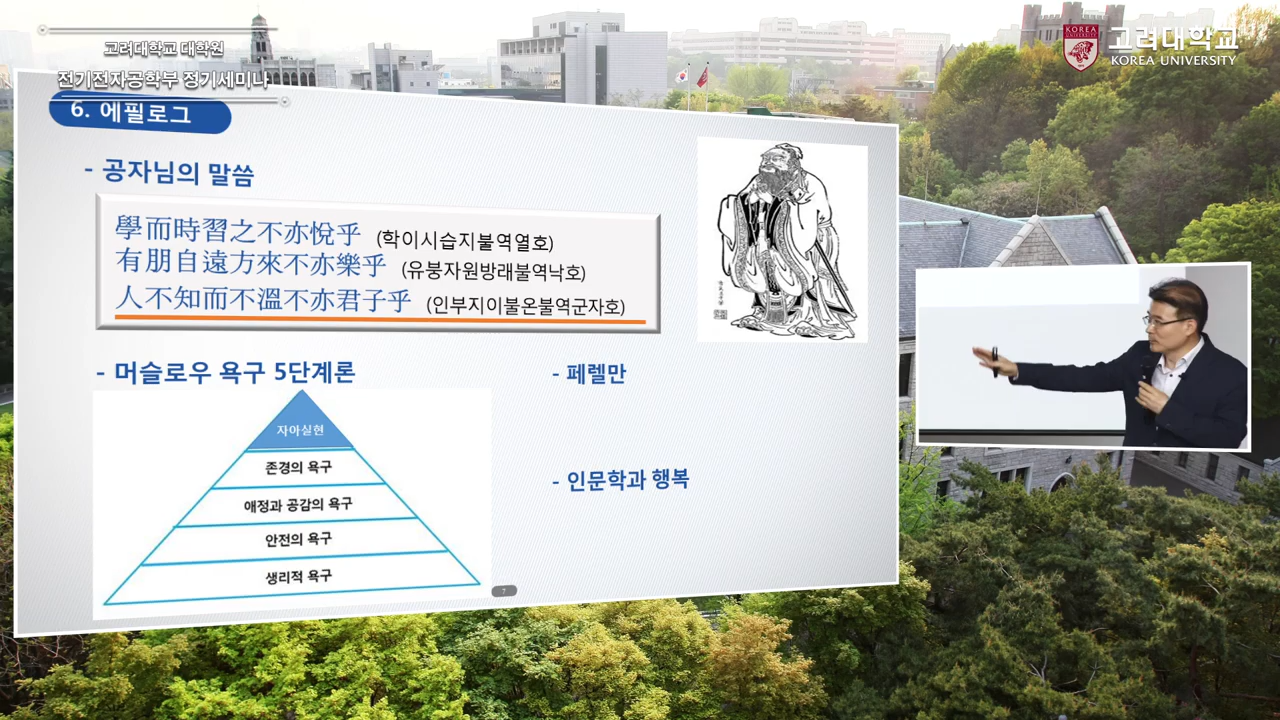 고려대학교 대학원
전기전자공학부 정기세미나
KOREA
UNIVERSITY
고려대학교
KOREA UNIVERSITY
6. 에필로그
- 공자님의 말씀
學而時習之不亦悅乎 (학이시습지불역열호)
有朋自遠方來不亦樂乎 (유붕자원방래불역낙호)
人不知而不溫不亦君子乎 (인부지이불온불역군자호)
- 머슬로우 욕구 5단계론
자아실현
존경의 욕구
애정과 공감의 욕구
안전의 욕구
생리적 욕구
- 페렐만
- 인문학과 행복
7